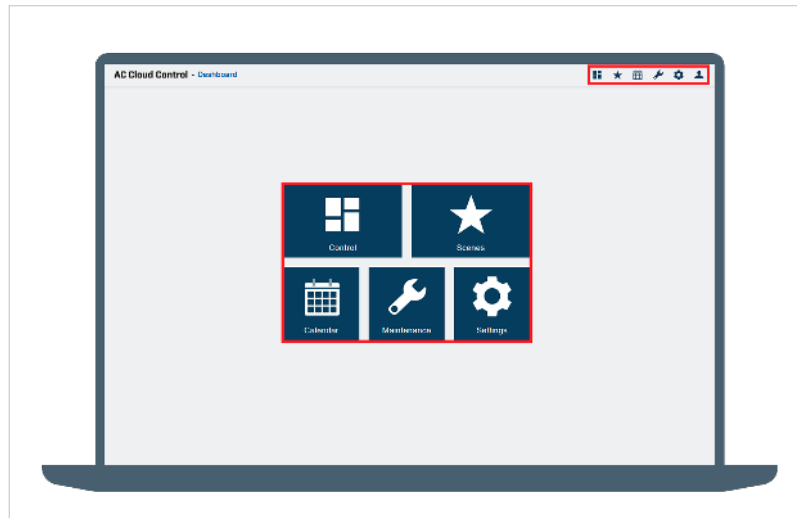 AC Cloud Control - Dashboard
Control
Scenes
Calendar
Maintenance
Settings